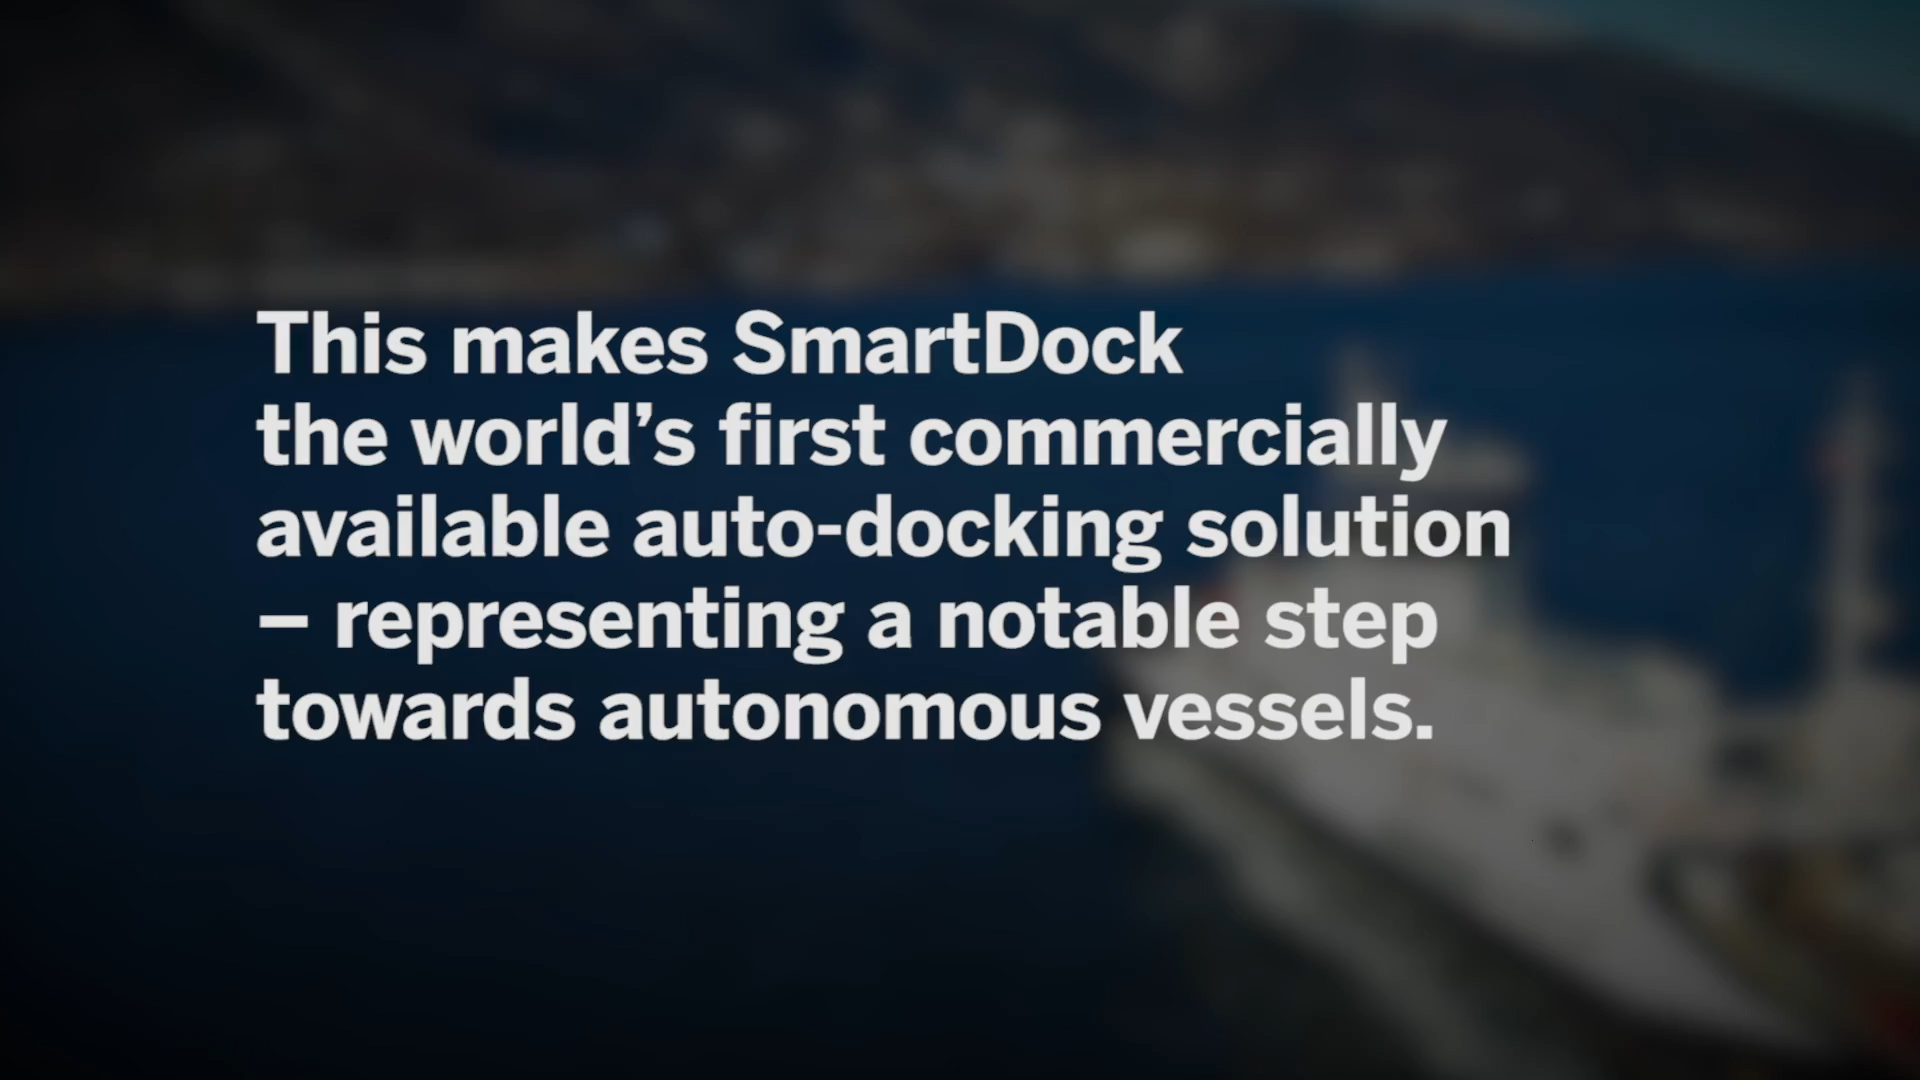 This makes SmartDock
the world’s first commercially
available auto-docking solution
– representing a notable step
towards autonomous vessels.